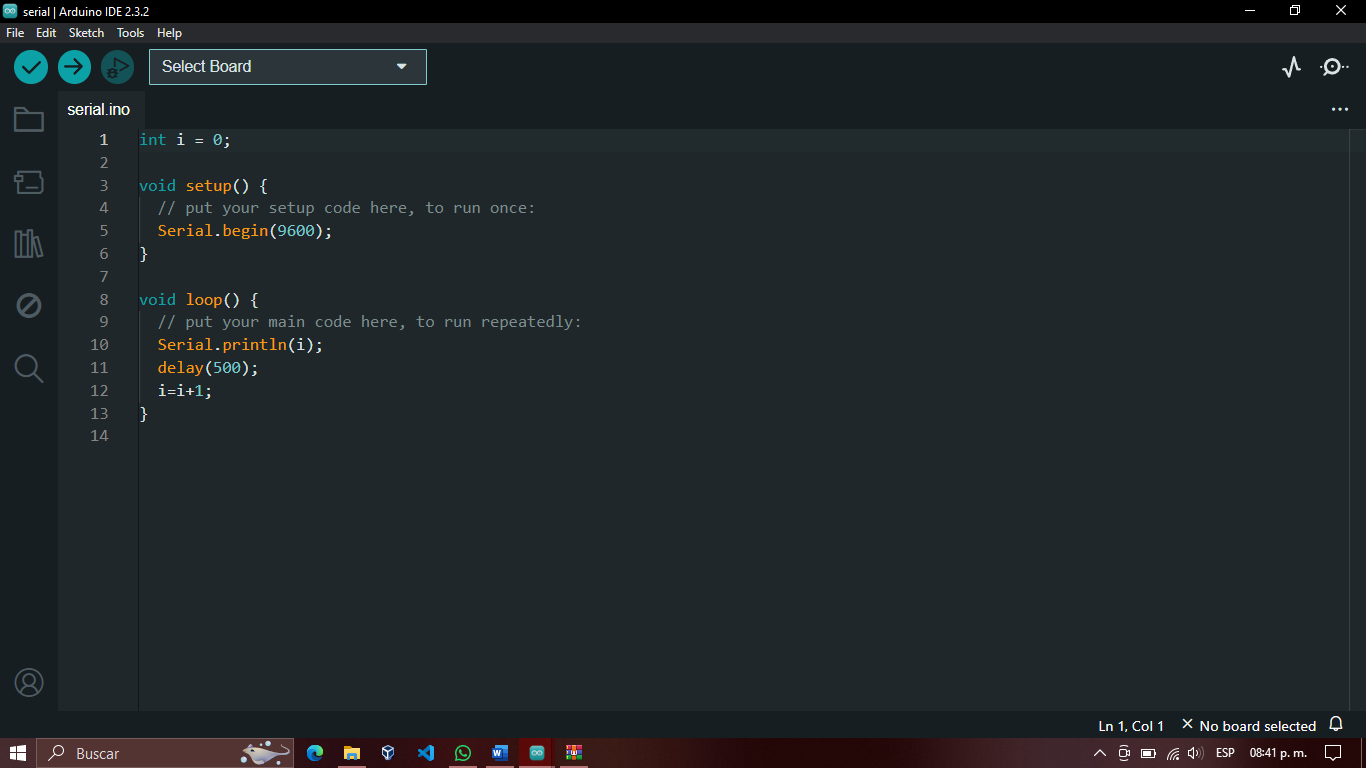 serial | Arduino IDE 2.3.2
File Edit Sketch Tools Help
Select Board
serial.ino
1 int i = 0;
2
3 void setup() {
4   // put your setup code here, to run once:
5   Serial.begin(9600);
6 }
7
8 void loop() {
9   // put your main code here, to run repeatedly:
10   Serial.println(i);
11   delay(500);
12   i=i+1;
13 }
14
Ln 1, Col 1 × No board selected
Buscar
ESP 08:41 p. m.